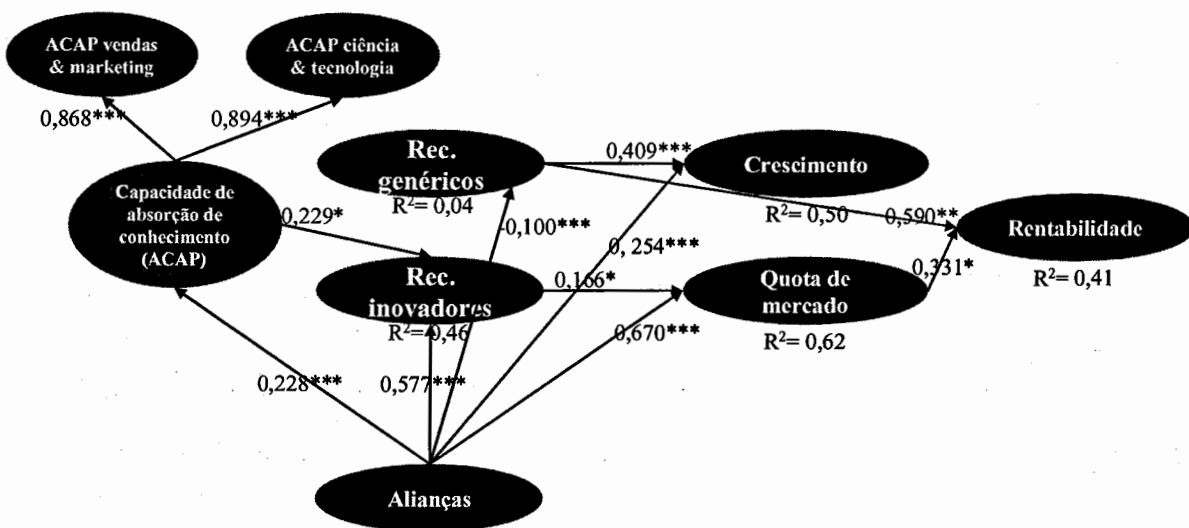 ACAP vendas
& marketing
ACAP ciência
& tecnologia
0,868***
0,894***
Rec.
genéricos
R²= 0,04
0,409***
Crescimento
R²= 0,50
0,590**
Rentabilidade
R²= 0,41
Capacidade de
absorção de
conhecimento
(ACAP)
0,229*
-0,100***
0, 254***
Rec.
inovadores
R²= 0,46
0,166*
Quota de
mercado
R²= 0,62
0,331*
0,670***
0,228***
0,577***
Alianças